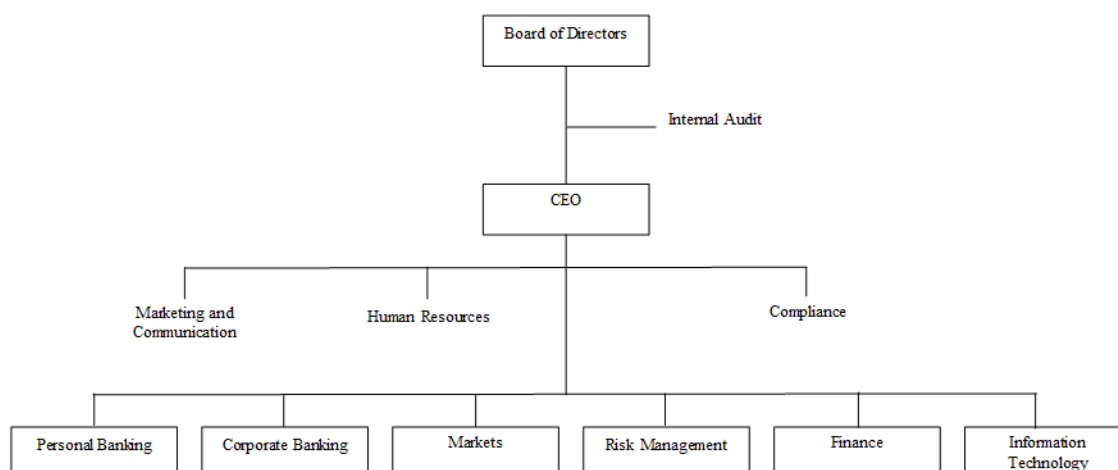 Board of Directors
Internal Audit
CEO
Marketing and
Communication
Human Resources
Compliance
Personal Banking
Corporate Banking
Markets
Risk Management
Finance
Information
Technology